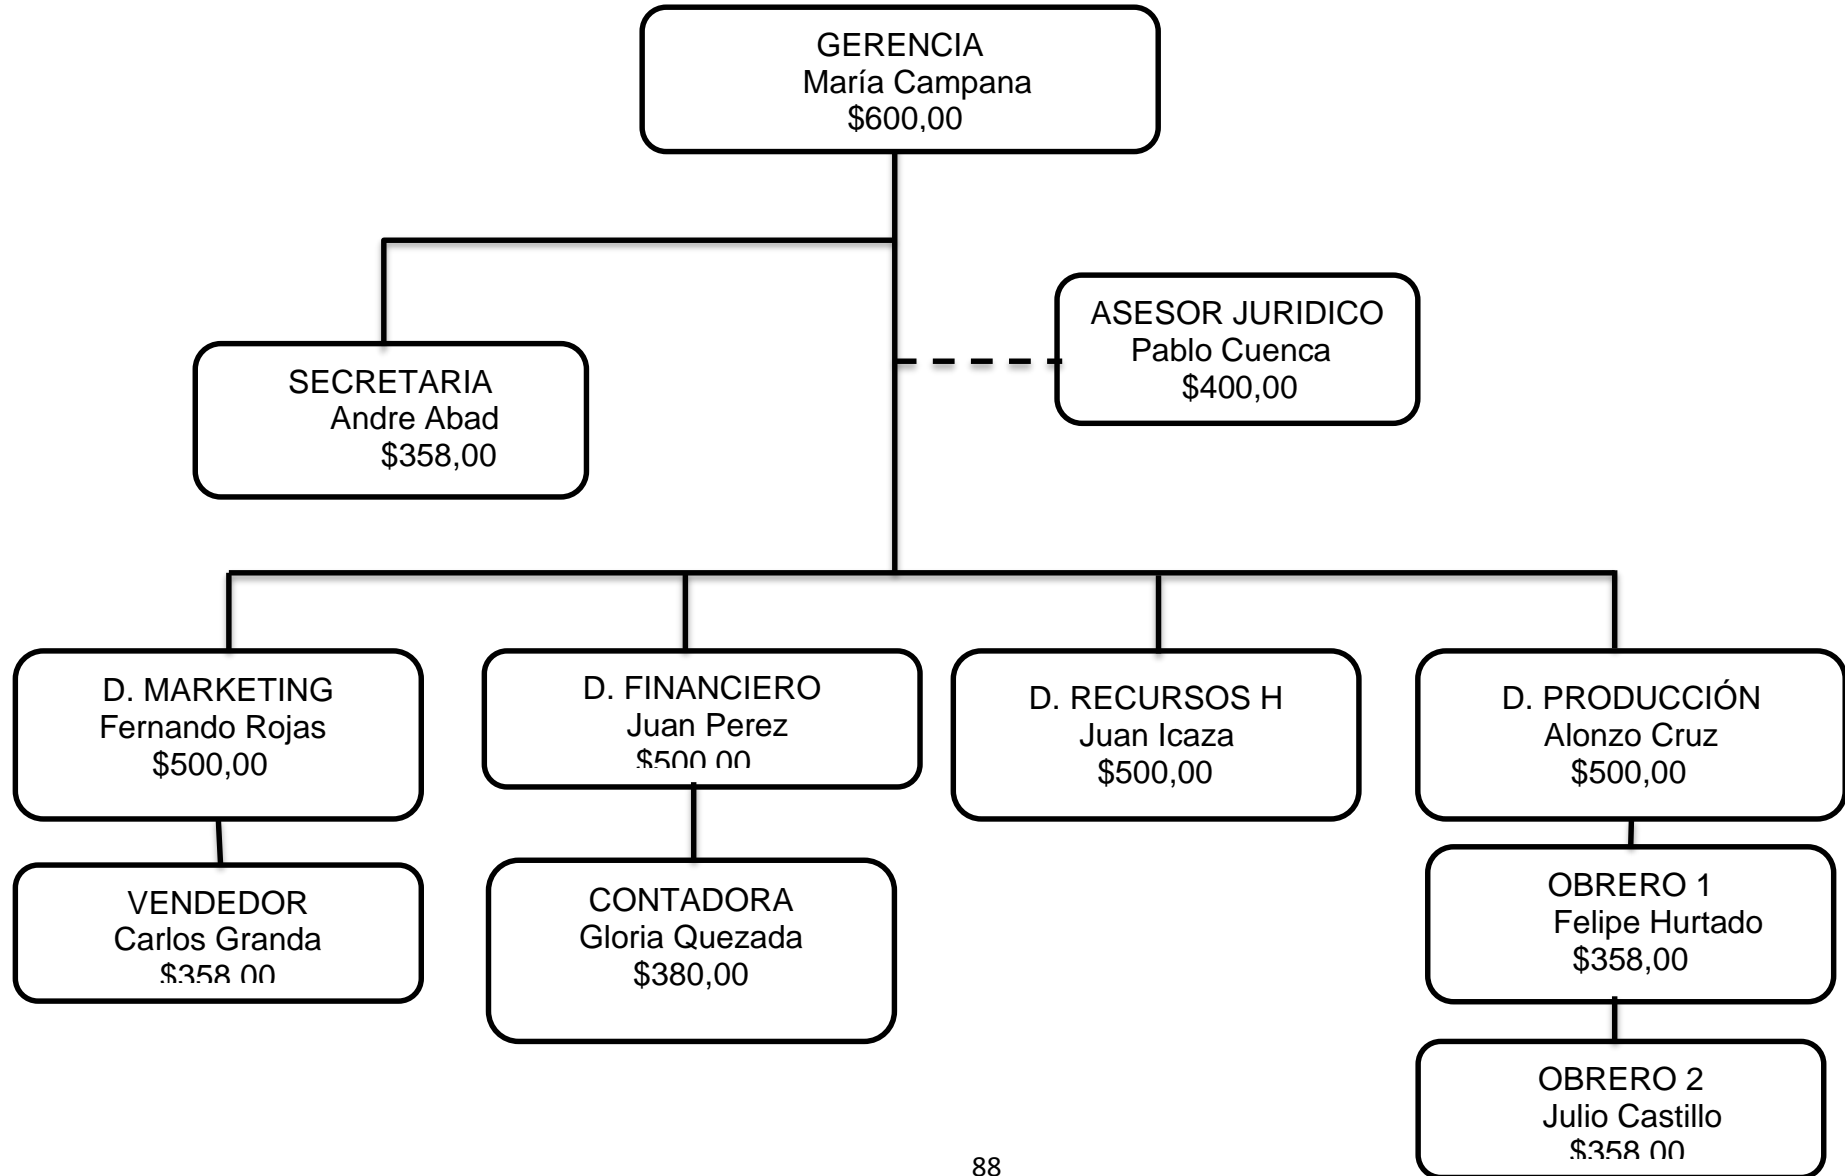 GERENCIA
María Campana
$600,00
ASESOR JURIDICO
Pablo Cuenca
$400,00
SECRETARIA
Andre Abad
$358,00
D. MARKETING
Fernando Rojas
$500,00
D. FINANCIERO
Juan Perez
$500,00
D. RECURSOS H
Juan Icaza
$500,00
D. PRODUCCIÓN
Alonzo Cruz
$500,00
VENDEDOR
Carlos Granda
$358,00
CONTADORA
Gloria Quezada
$380,00
OBRERO 1
Felipe Hurtado
$358,00
OBRERO 2
Julio Castillo
$358,00
88